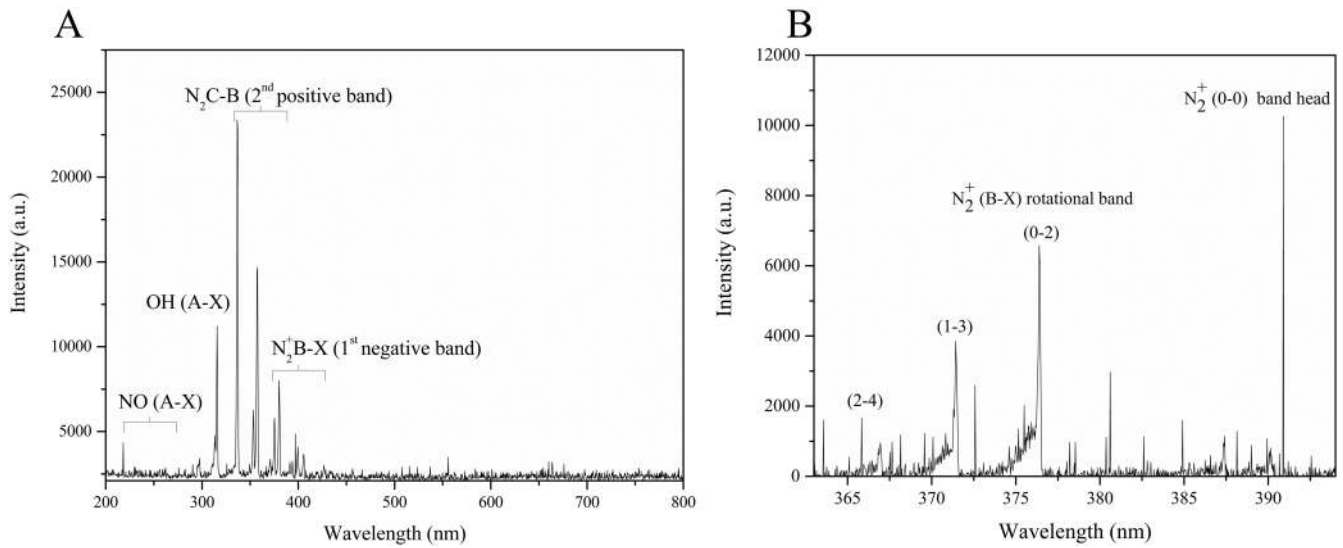 A
N₂C-B (2nd positive band)
OH (A-X)
N₂⁺B-X (1st negative band)
NO (A-X)
Intensity (a.u.)
25000
20000
15000
10000
5000
200
300
400
500
600
700
800
Wavelength (nm)
B
N₂⁺ (0-0) band head
N₂⁺ (B-X) rotational band
(0-2)
(1-3)
(2-4)
Intensity (a.u.)
12000
10000
8000
6000
4000
2000
0
365
370
375
380
385
390
Wavelength (nm)